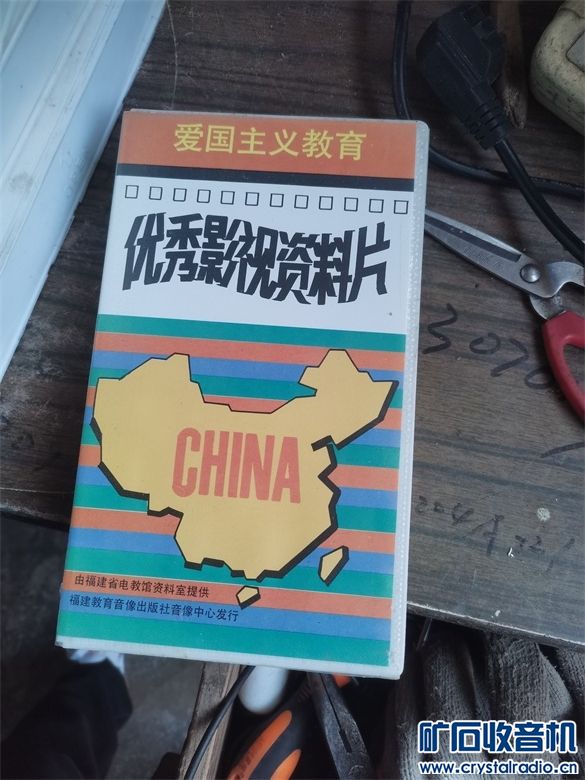 爱国主义教育
优秀影视资料片
CHINA
由福建省电教馆资料室提供
福建教育音像出版社音像中心发行
3070
矿石收音机
www.crystalradio.cn